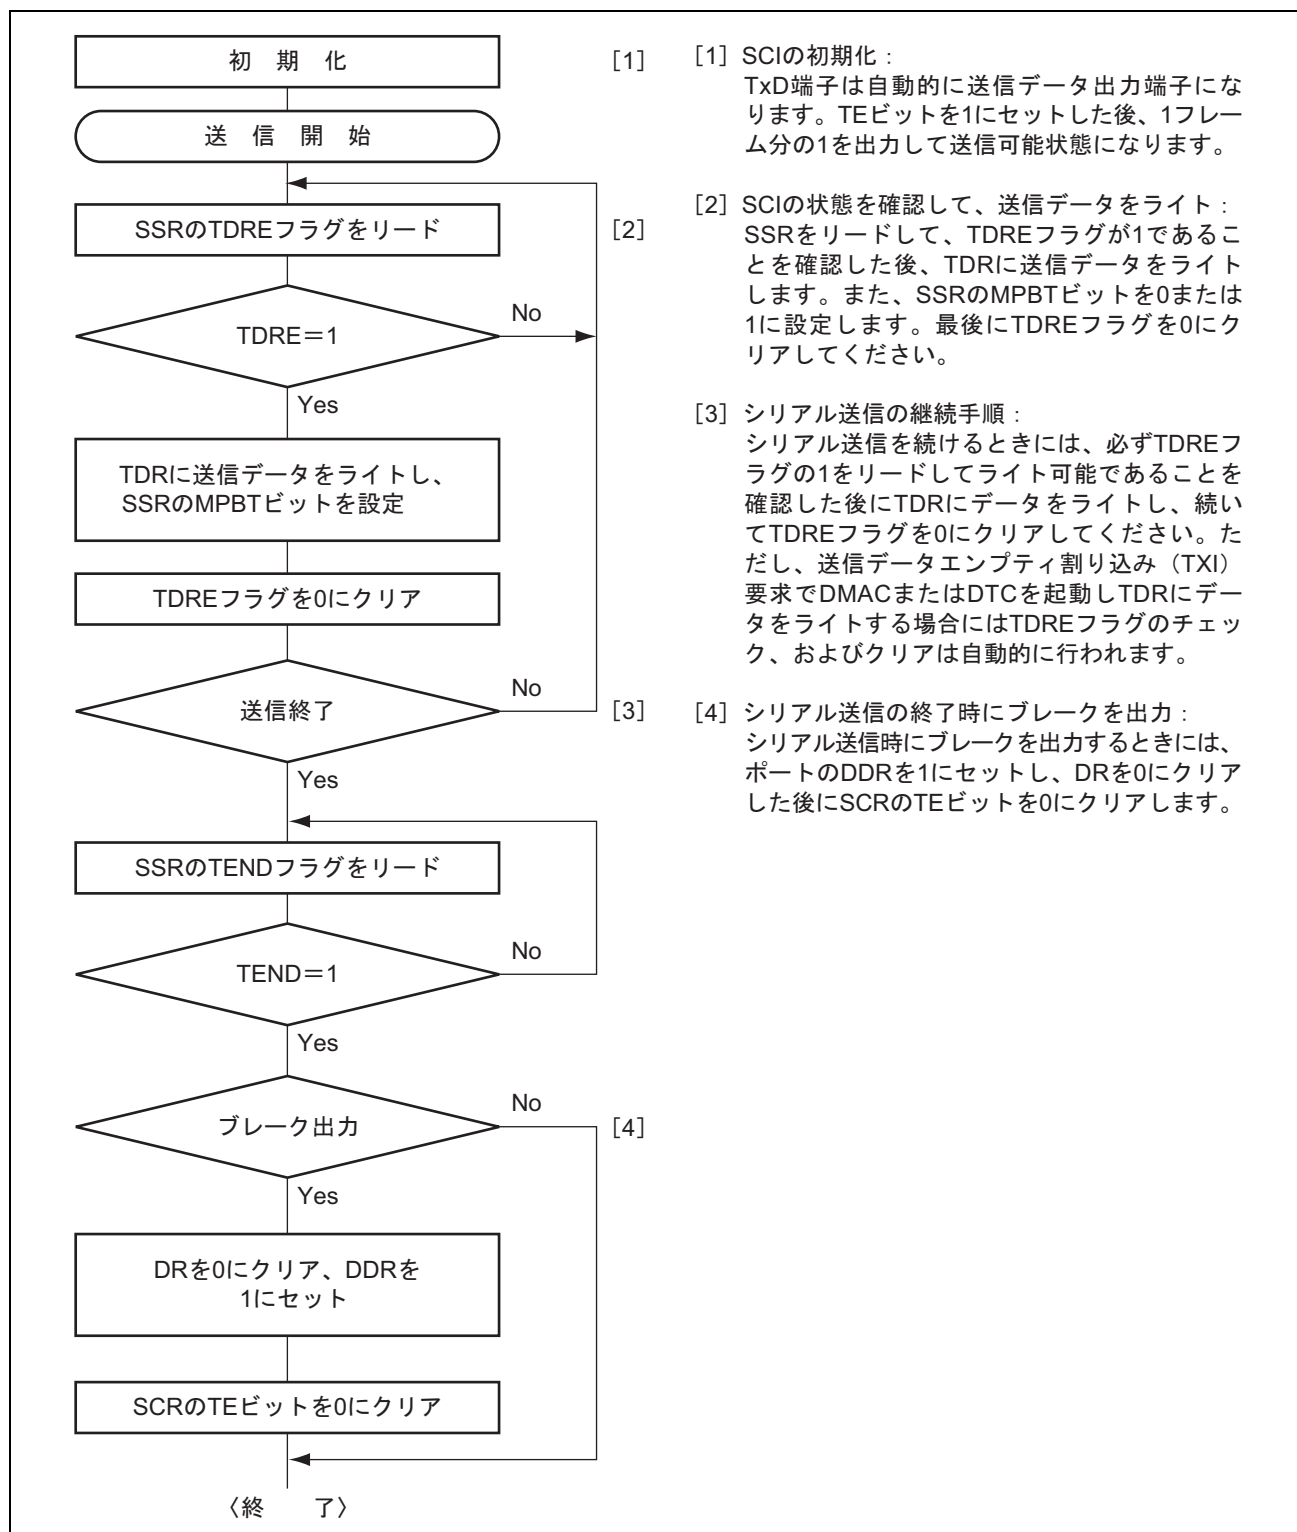 初 期 化
[1]
送 信 開 始
SSRのTDREフラグをリード
[2]
TDRE＝1
No
Yes
TDRに送信データをライトし、
SSRのMPBTビットを設定
TDREフラグを0にクリア
送信終了
No
[3]
Yes
SSRのTENDフラグをリード
TEND＝1
No
Yes
ブレーク出力
No
[4]
Yes
DRを0にクリア、DDRを
1にセット
SCRのTEビットを0にクリア
〈終 了〉
[1] SCIの初期化：
TxD端子は自動的に送信データ出力端子にな
ります。TEビットを1にセットした後、1フレー
ム分の1を出力して送信可能状態になります。
[2] SCIの状態を確認して、送信データをライト：
SSRをリードして、TDREフラグが1であるこ
とを確認した後、TDRに送信データをライト
します。また、SSRのMPBTビットを0または
1に設定します。最後にTDREフラグを0にク
リアしてください。
[3] シリアル送信の継続手順：
シリアル送信を続けるときには、必ずTDREフ
ラグの1をリードしてライト可能であることを
確認した後にTDRにデータをライトし、続い
てTDREフラグを0にクリアしてください。た
だし、送信データエンプティ割り込み（TXI）
要求でDMACまたはDTCを起動しTDRにデー
タをライトする場合にはTDREフラグのチェッ
ク、およびクリアは自動的に行われます。
[4] シリアル送信の終了時にブレークを出力：
シリアル送信時にブレークを出力するときには、
ポートのDDRを1にセットし、DRを0にクリア
した後にSCRのTEビットを0にクリアします。